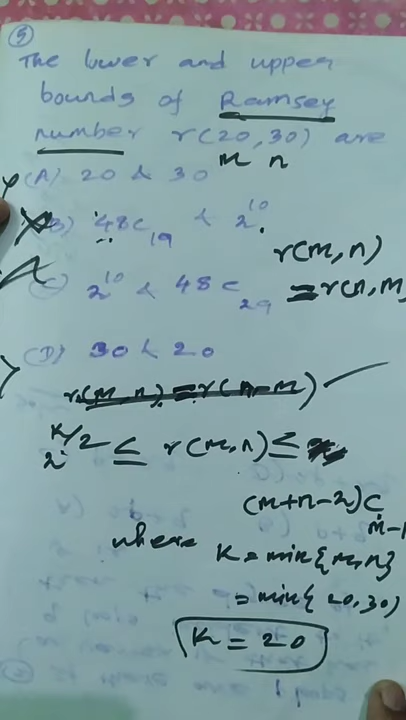 5
The lower and upper
bounds of Ramsey
number r(20,30) are
m n
(A) 20 & 30
(B) 48C19 & 2^10
r(m,n)
(C) 2^10 & 48C29
=r(n,m
(D) 30 & 20
r(m,n) = r(n-m)
2^k/2 ≤ r(m,n) ≤
(m+n-2)C m-1
where
K = min{m,n}
= min{20,30)
K = 20